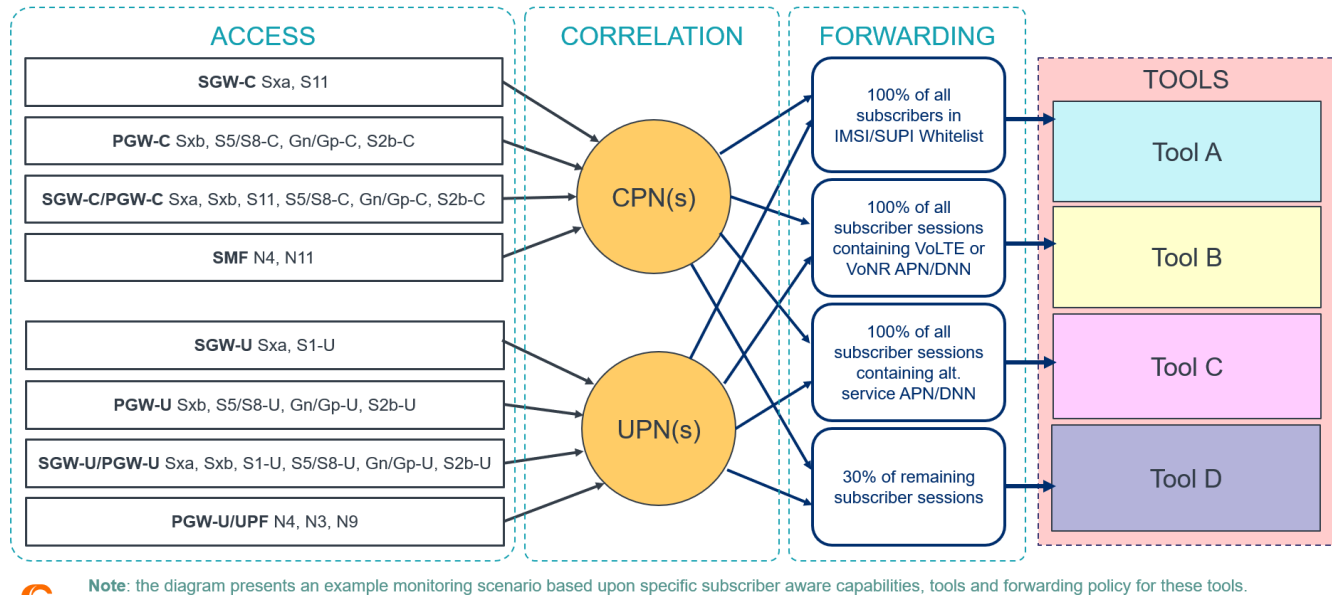 ACCESS
SGW-C Sxa, S11
PGW-C Sxb, S5/S8-C, Gn/Gp-C, S2b-C
SGW-C/PGW-C Sxa, Sxb, S11, S5/S8-C, Gn/Gp-C, S2b-C
SMF N4, N11
SGW-U Sxa, S1-U
PGW-U Sxb, S5/S8-U, Gn/Gp-U, S2b-U
SGW-U/PGW-U Sxa, Sxb, S1-U, S5/S8-U, Gn/Gp-U, S2b-U
PGW-U/UPF N4, N3, N9
CORRELATION
CPN(s)
UPN(s)
FORWARDING
100% of all
subscribers in
IMSI/SUPI Whitelist
100% of all
subscriber sessions
containing VoLTE or
VoNR APN/DNN
100% of all
subscriber sessions
containing alt.
service APN/DNN
30% of remaining
subscriber sessions
TOOLS
Tool A
Tool B
Tool C
Tool D
Note: the diagram presents an example monitoring scenario based upon specific subscriber aware capabilities, tools and forwarding policy for these tools.